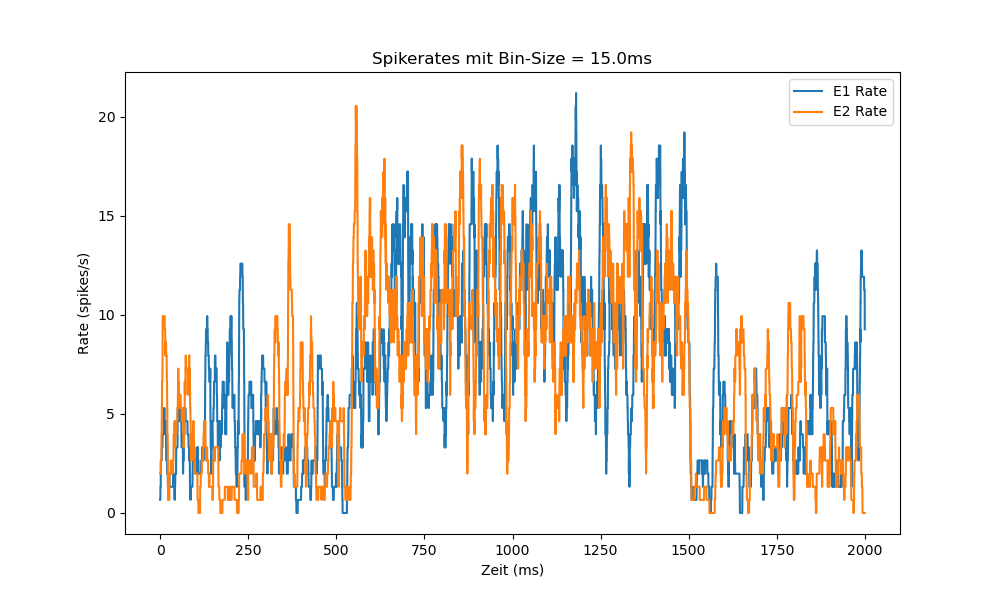 Spikerates mit Bin-Size = 15.0ms
E1 Rate
E2 Rate
Rate (spikes/s)
20
15
10
5
0
0 250 500 750 1000 1250 1500 1750 2000
Zeit (ms)